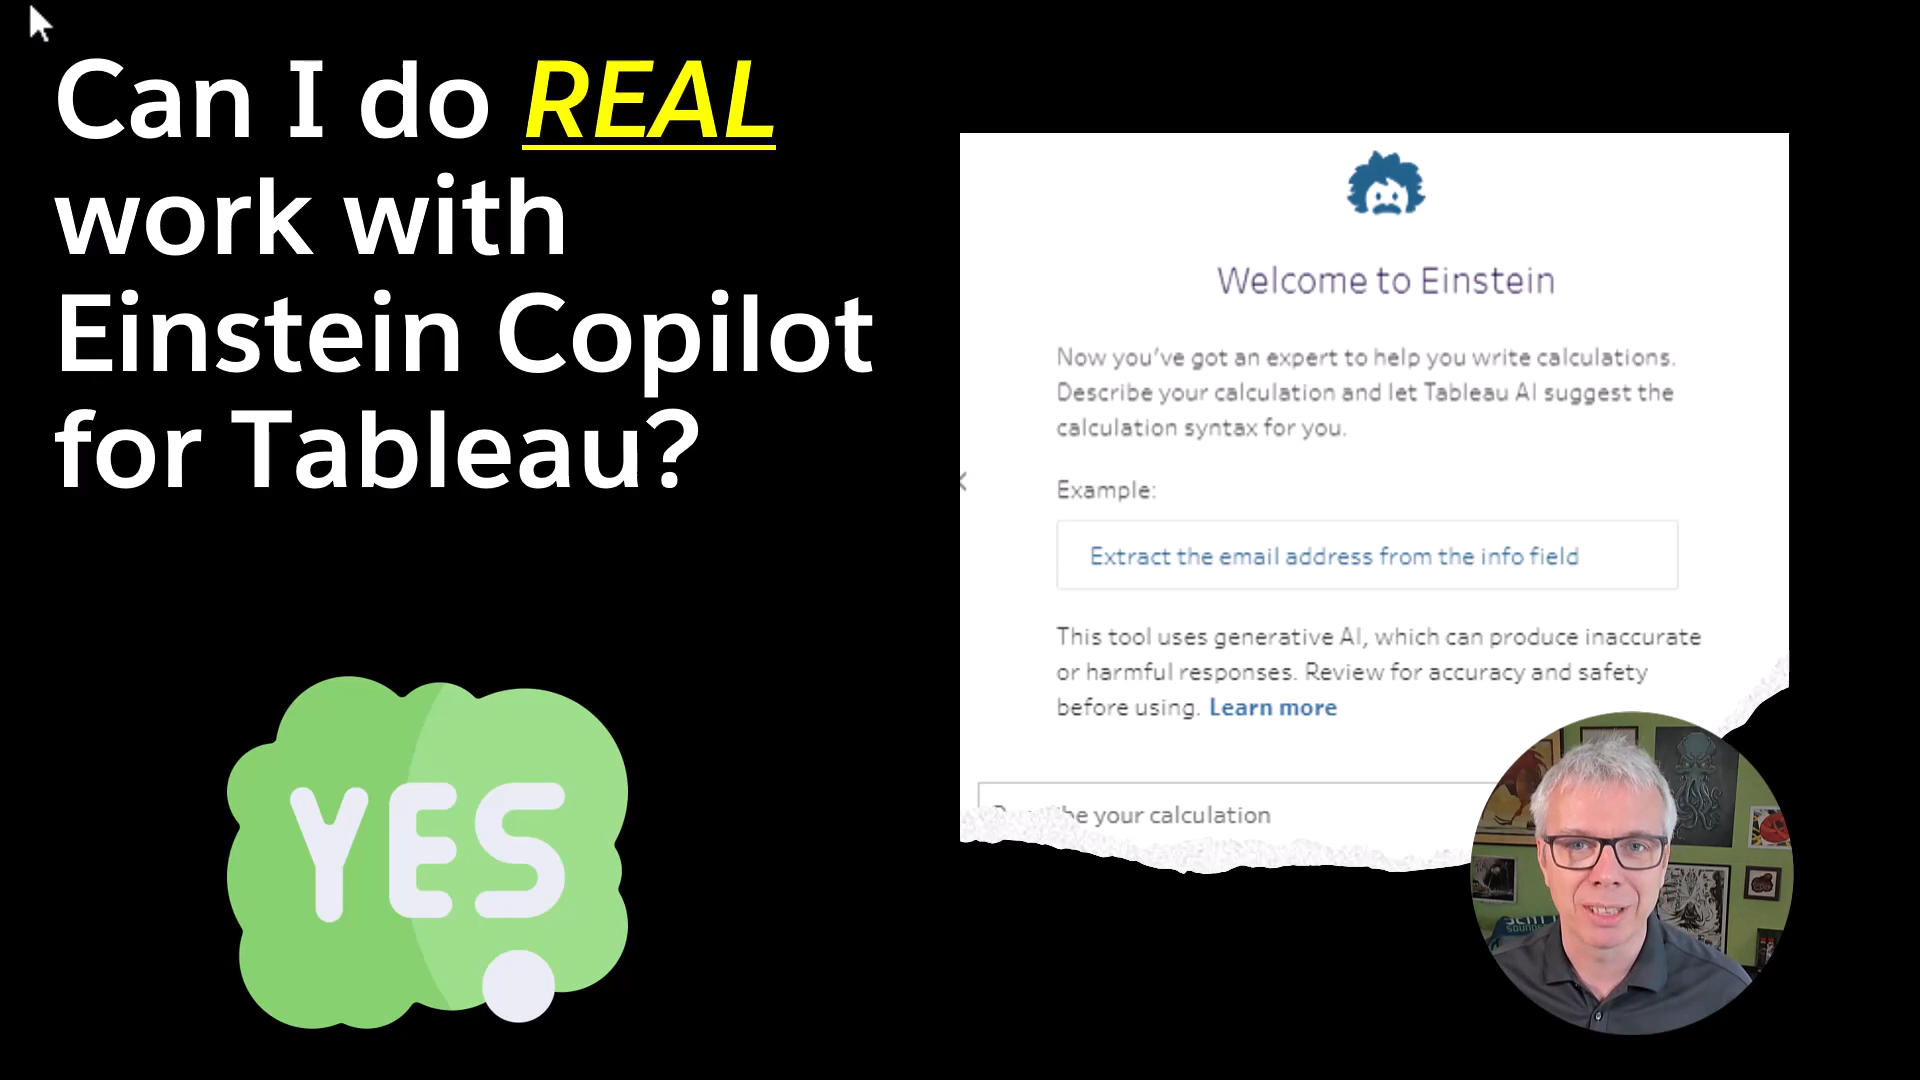 Can I do REAL
work with
Einstein Copilot
for Tableau?
Welcome to Einstein
Now you've got an expert to help you write calculations.
Describe your calculation and let Tableau AI suggest the
calculation syntax for you.
Example:
Extract the email address from the info field
This tool uses generative AI, which can produce inaccurate
or harmful responses. Review for accuracy and safety
before using. Learn more
your calculation
YES